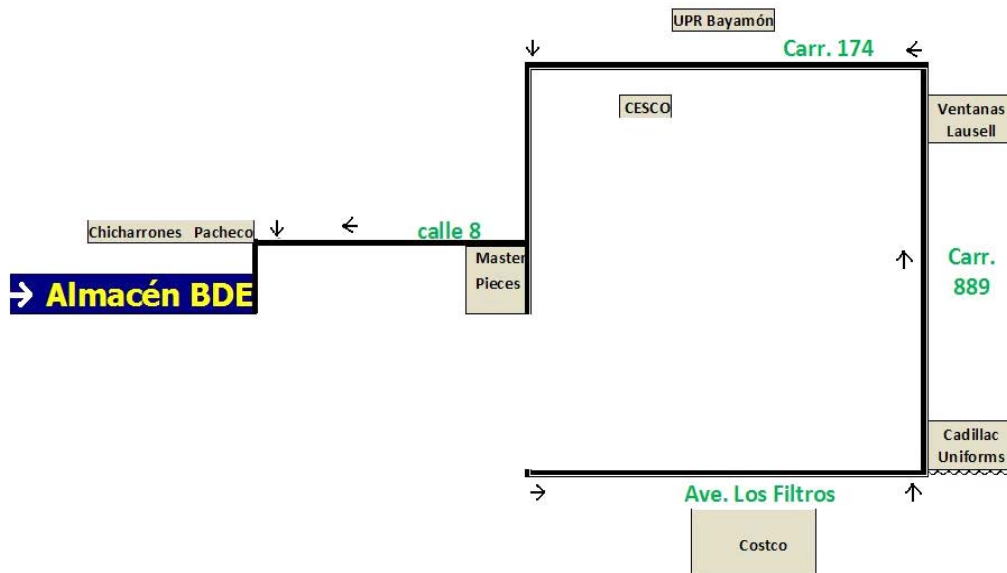 UPR Bayamón
Carr. 174
CESCO
Ventanas
Lausell
Chicharrones Pacheco
calle 8
Master
Pieces
Carr.
889
Almacén BDE
Cadillac
Uniforms
Ave. Los Filtros
Costco